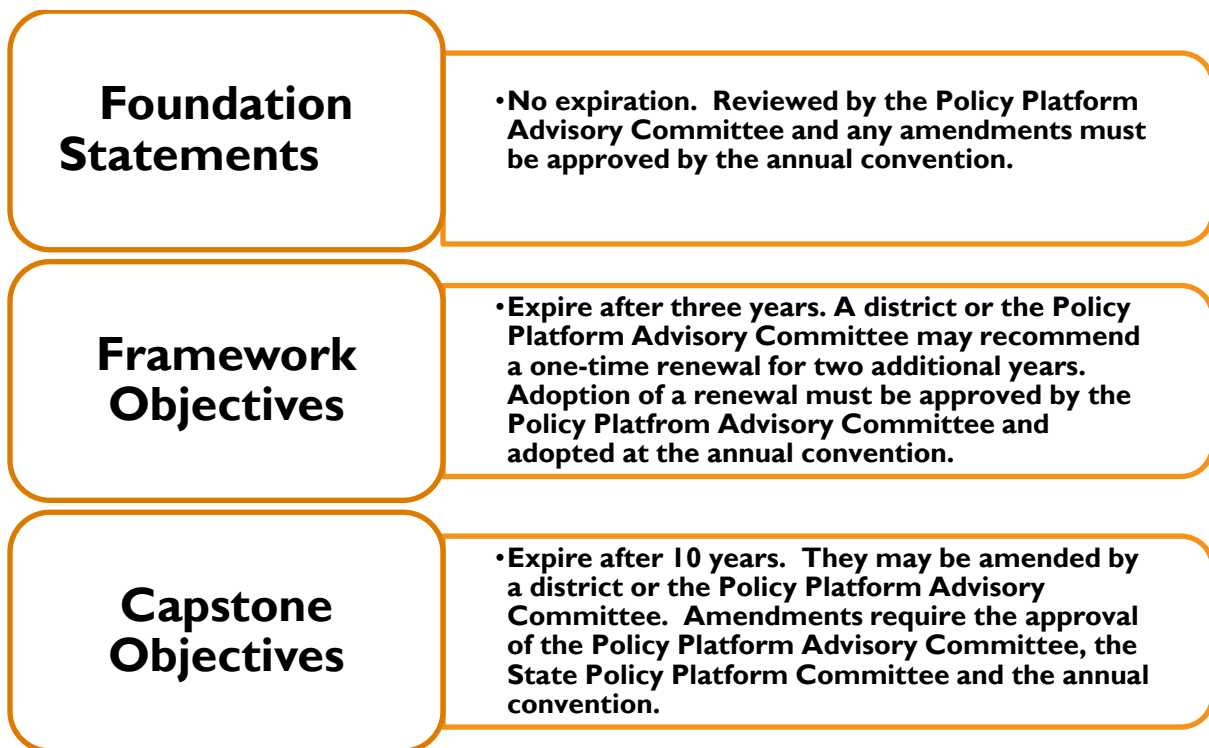 Foundation
Statements
•No expiration.  Reviewed by the Policy Platform
Advisory Committee and any amendments must
be approved by the annual convention.
Framework
Objectives
•Expire after three years. A district or the Policy
Platform Advisory Committee may recommend
a one-time renewal for two additional years.
Adoption of a renewal must be approved by the
Policy Platfrom Advisory Committee and
adopted at the annual convention.
Capstone
Objectives
•Expire after 10 years.  They may be amended by
a district or the Policy Platform Advisory
Committee.  Amendments require the approval
of the Policy Platform Advisory Committee, the
State Policy Platform Committee and the annual
convention.